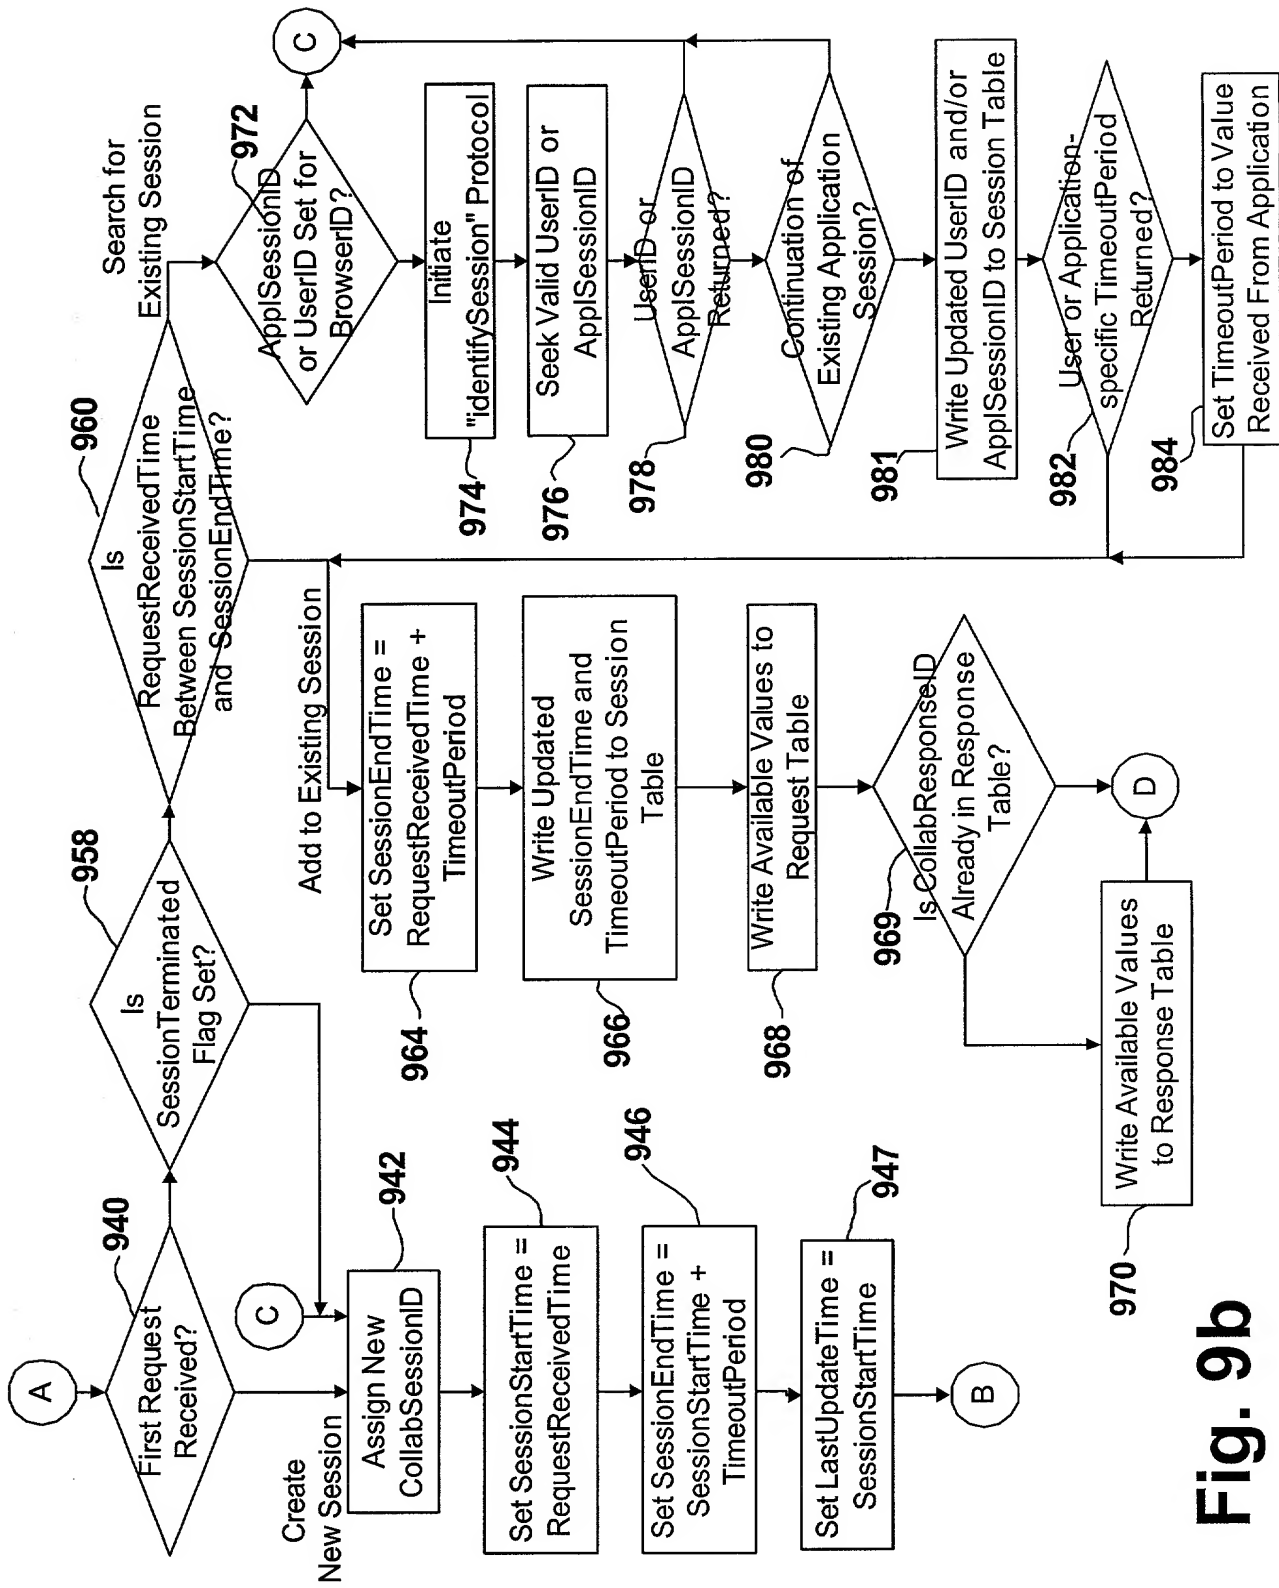 A
First Request
Received?
940
Is
SessionTerminated
Flag Set?
958
Is
RequestReceivedTime
Between SessionStartTime
and SessionEndTime?
960
Search for
Existing Session
C
Create
New Session
Assign New
CollabSessionID
942
Set SessionStartTime =
RequestReceivedTime
944
Set SessionEndTime =
SessionStartTime +
TimeoutPeriod
946
Set LastUpdateTime =
SessionStartTime
947
B
Add to Existing Session
Set SessionEndTime =
RequestReceivedTime +
TimeoutPeriod
964
Write Updated
SessionEndTime and
TimeoutPeriod to Session
Table
966
Write Available Values to
Request Table
968
Is CollabResponseID
Already in Response
Table?
969
Write Available Values
to Response Table
970
D
ApplSessionID
or UserID Set for
BrowserID?
972
C
Initiate
"identifySession" Protocol
974
Seek Valid UserID or
ApplSessionID
976
UserID or
ApplSessionID
Returned?
978
Continuation of
Existing Application
Session?
980
Write Updated UserID and/or
ApplSessionID to Session Table
981
User or Application-
specific TimeoutPeriod
Returned?
982
Set TimeoutPeriod to Value
Received From Application
984
Fig. 9b